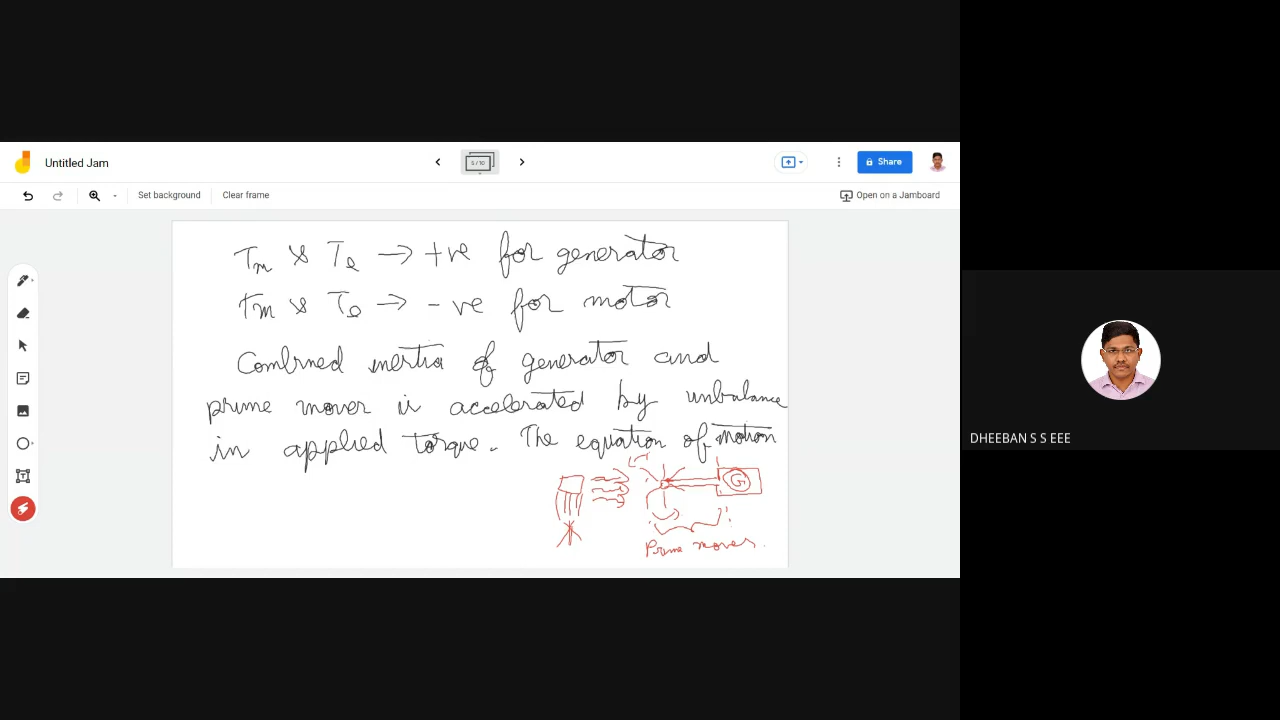 Untitled Jam
5 / 10
Share
Set background
Clear frame
Open on a Jamboard
Tm & Te → +ve for generator
Tm & Te → -ve for motor
Combined inertia of generator and
prime mover is accelerated by unbalance
in applied torque. The equation of motion
G
Prime mover.
DHEEBAN S S EEE